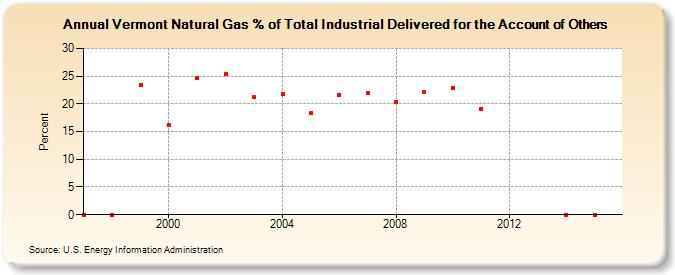 Annual Vermont Natural Gas % of Total Industrial Delivered for the Account of Others
Percent
30
25
20
15
10
5
0
2000 2004 2008 2012
Source: U.S. Energy Information Administration